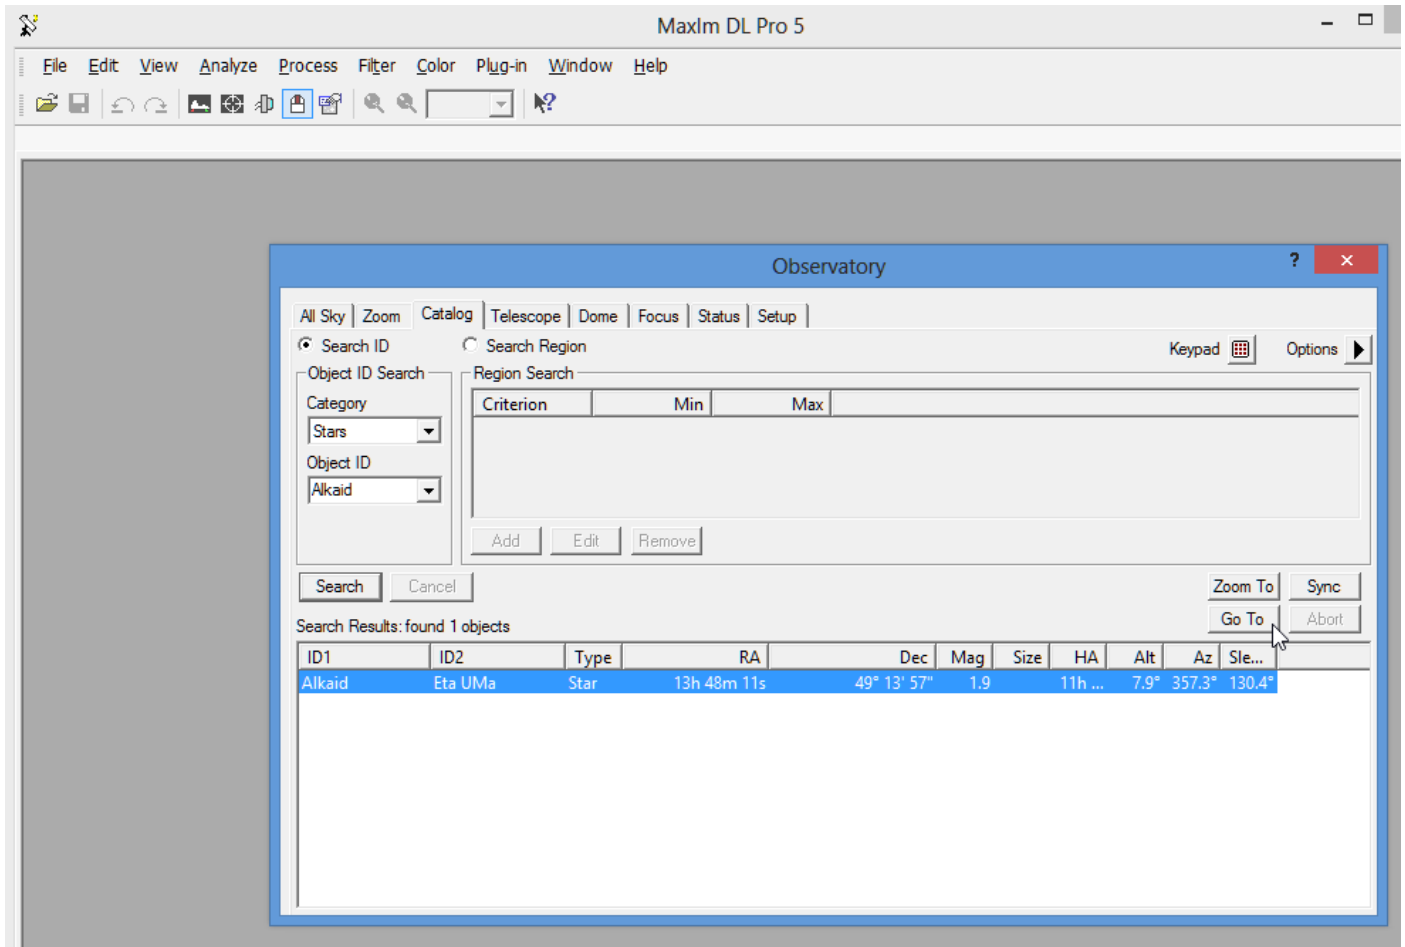 MaxIm DL Pro 5
File Edit View Analyze Process Filter Color Plug-in Window Help
Observatory
All Sky Zoom Catalog Telescope Dome Focus Status Setup
Search ID Search Region Keypad Options
Object ID Search Region Search
Category Criterion Min Max
Stars
Object ID
Alkaid
Add Edit Remove
Search Cancel Zoom To Sync
Go To Abort
Search Results: found 1 objects
ID1 ID2 Type RA Dec Mag Size HA Alt Az Sle...
Alkaid Eta UMa Star 13h 48m 11s 49° 13' 57" 1.9 11h ... 7.9° 357.3° 130.4°